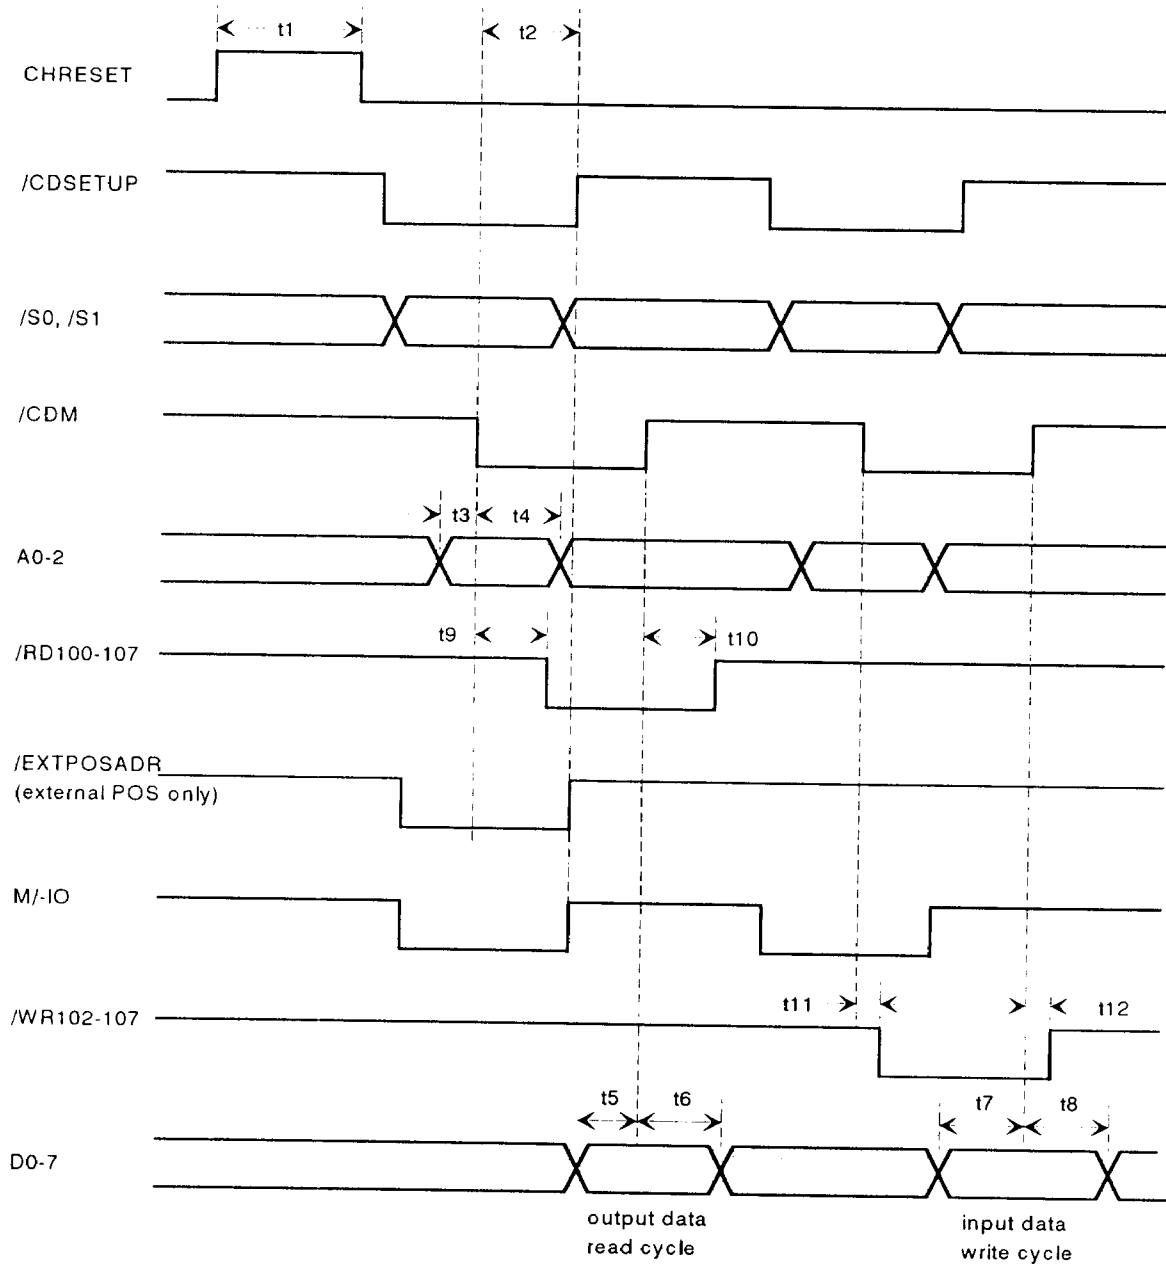 t1
t2
CHRESET
/CDSETUP
/S0, /S1
/CDM
t3
t4
A0-2
t9
t10
/RD100-107
/EXTPOSADR
(external POS only)
M/-IO
t11
t12
/WR102-107
t5
t6
t7
t8
D0-7
output data
read cycle
input data
write cycle